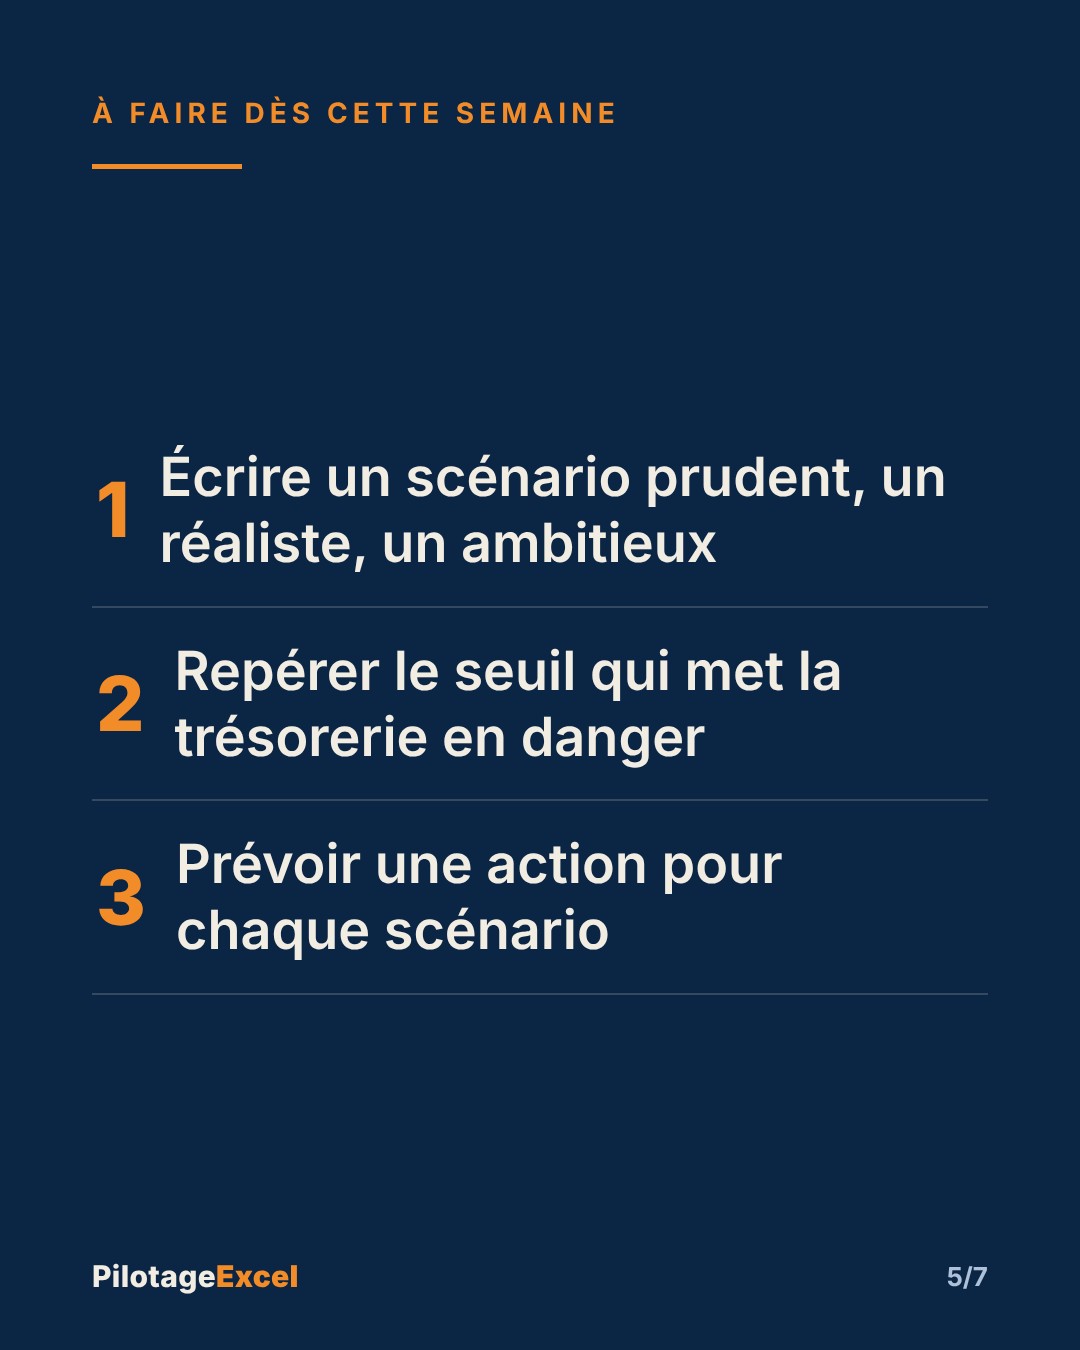 À FAIRE DÈS CETTE SEMAINE
1 Écrire un scénario prudent, un
réaliste, un ambitieux
2 Repérer le seuil qui met la
trésorerie en danger
3 Prévoir une action pour
chaque scénario
PilotageExcel
5/7